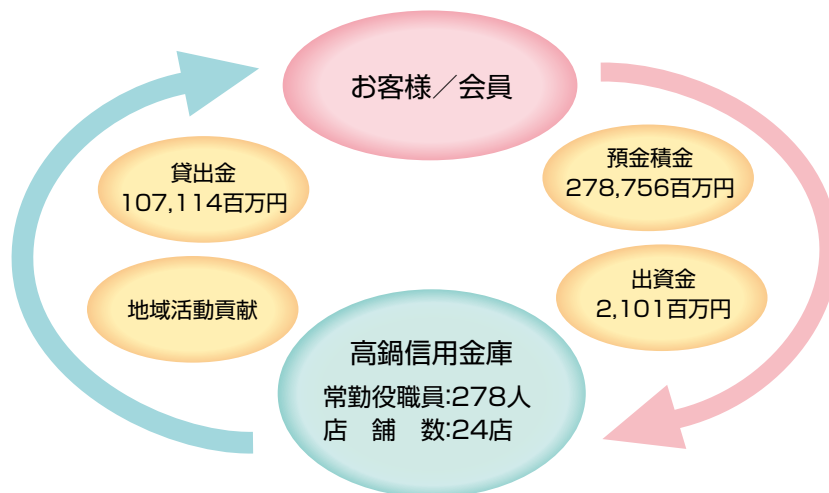 お客様／会員
貸出金
107,114百万円
預金積金
278,756百万円
地域活動貢献
出資金
2,101百万円
高鍋信用金庫
常勤役職員:278人
店　舗　数:24店